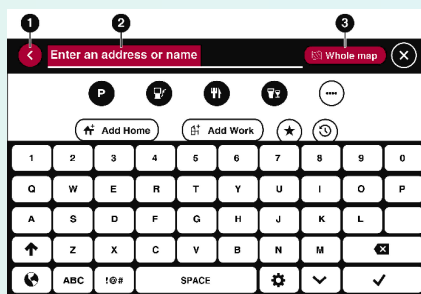 1 2 3
Enter an address or name Whole map
P
Add Home Add Work
1 2 3 4 5 6 7 8 9 0
Q W E R T Y U I O P
A S D F G H J K L
Z X C V B N M
ABC !@# SPACE